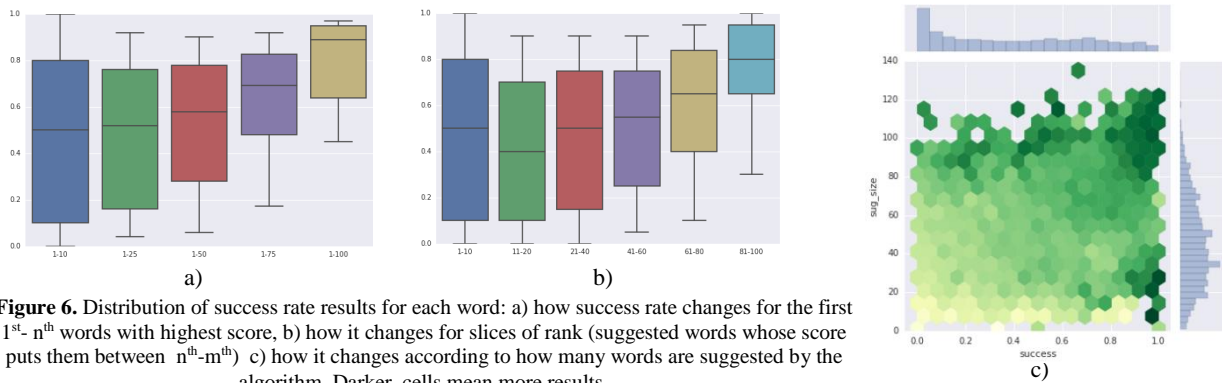 1.0
0.8
0.6
0.4
0.2
0.0
1-10 1-25 1-50 1-75 1-100
a)
1.0
0.8
0.6
0.4
0.2
0.0
1-10 11-20 21-40 41-60 61-80 81-100
b)
140
120
100
80
60
40
20
0
sug_size
0.0 0.2 0.4 0.6 0.8 1.0
success
c)
Figure 6. Distribution of success rate results for each word: a) how success rate changes for the first
1st- nth words with highest score, b) how it changes for slices of rank (suggested words whose score
puts them between nth-mth) c) how it changes according to how many words are suggested by the
algorithm. Darker cells mean more results